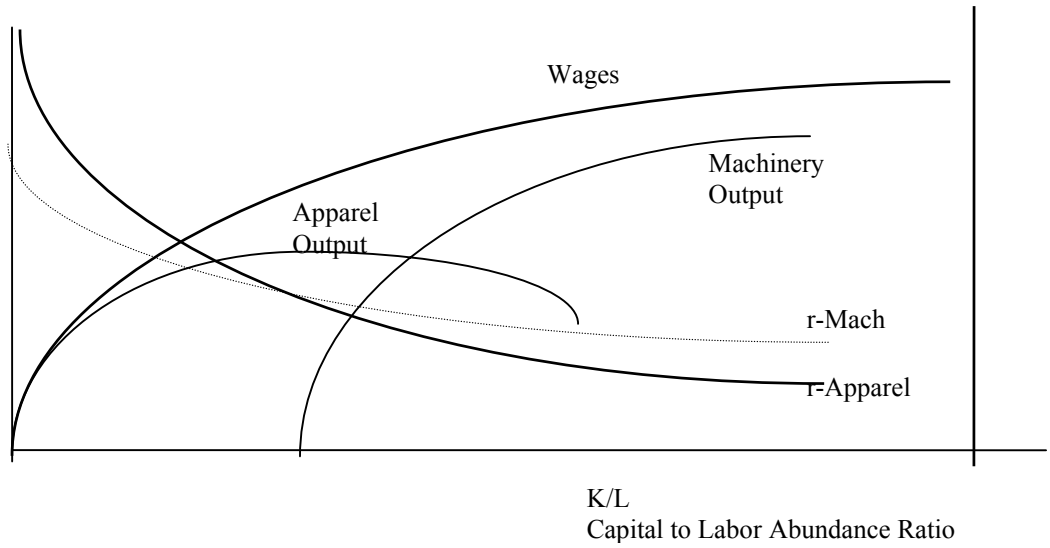 Wages
Machinery
Output
Apparel
Output
r-Mach
r-Apparel
K/L
Capital to Labor Abundance Ratio